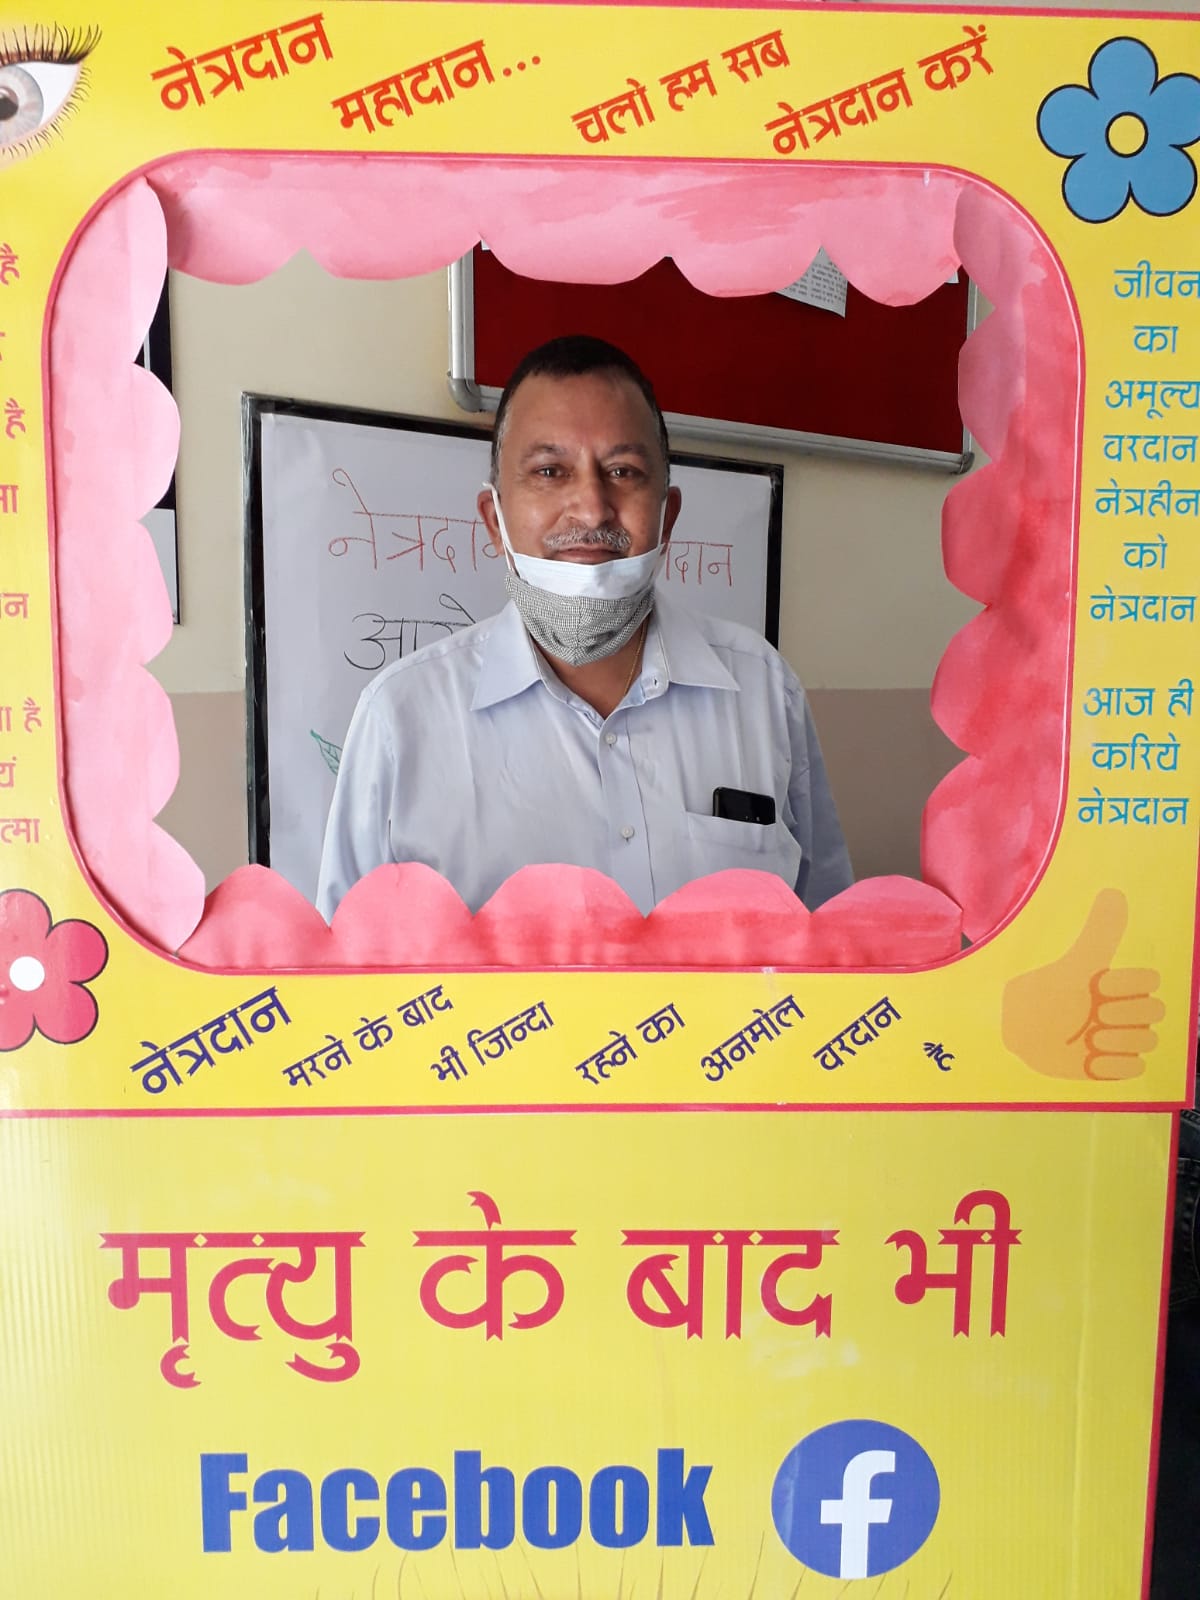 नेत्रदान
महादान...
चलो हम सब
नेत्रदान करें
है
है
न
है
त्मा
जीवन
का
अमूल्य
वरदान
नेत्रहीन
को
नेत्रदान
आज ही
करिये
नेत्रदान
नेत्रदान
नेत्रदान
मरने के बाद
भी जिन्दा
रहने का
अनमोल
वरदान
है
मृत्यु के बाद भी
Facebook
f